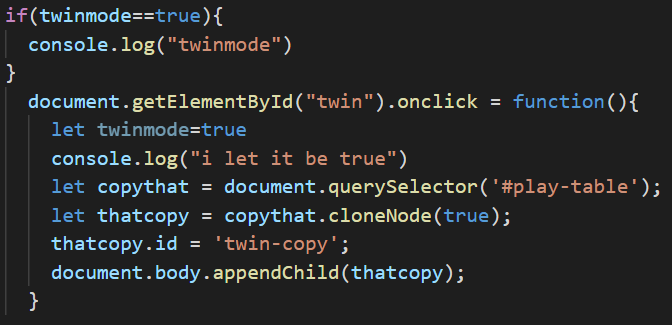 if(twinmode==true){
  console.log("twinmode")
}
  document.getElementById("twin").onclick = function(){
    let twinmode=true
    console.log("i let it be true")
    let copythat = document.querySelector('#play-table');
    let thatcopy = copythat.cloneNode(true);
    thatcopy.id = 'twin-copy';
    document.body.appendChild(thatcopy);
  }